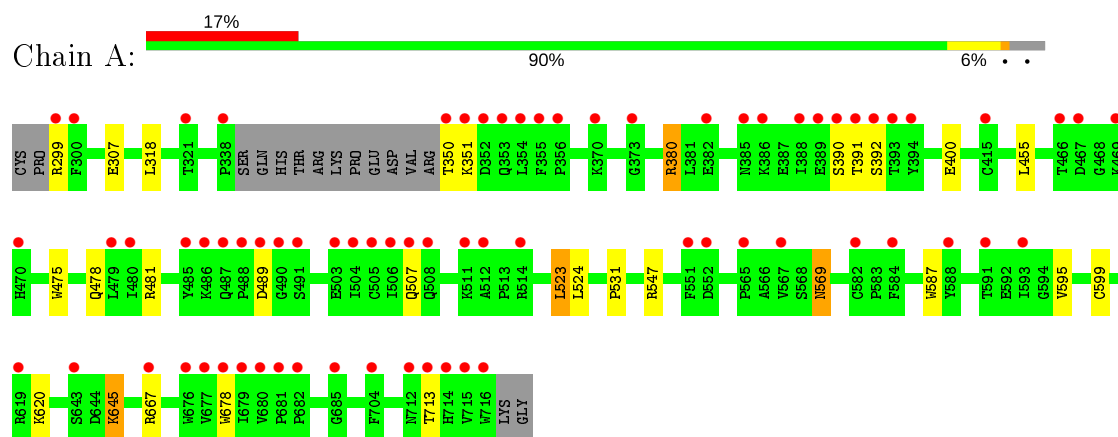 17%
Chain A:
90% 6% • •
CYS PRO R299 F300 E307 L318 T321 P338 SER GLN HIS THR ARG LYS PRO GLU ASP VAL ARG T350 K351 D352 Q353 L354 F355 P356 K370 G373 R380 L381 E382 N385 K386 E387 I388 E389 S390 T391 S392 T393 Y394 E400 C415 L455 T466 D467 G468 K469
H470 W475 Q478 L479 I480 R481 Y485 K486 Q487 P488 D489 G490 S491 E503 I504 C505 I506 Q507 Q508 K511 A512 P513 R514 L523 L524 P531 R547 F551 D552 P565 A566 V567 S568 N569 C582 P583 F584 W587 Y588 T591 E592 I593 G594 V595 C599
R619 K620 S643 D644 K645 R667 W676 V677 W678 I679 V680 P681 P682 G685 F704 N712 T713 H714 V715 W716 LYS GLY